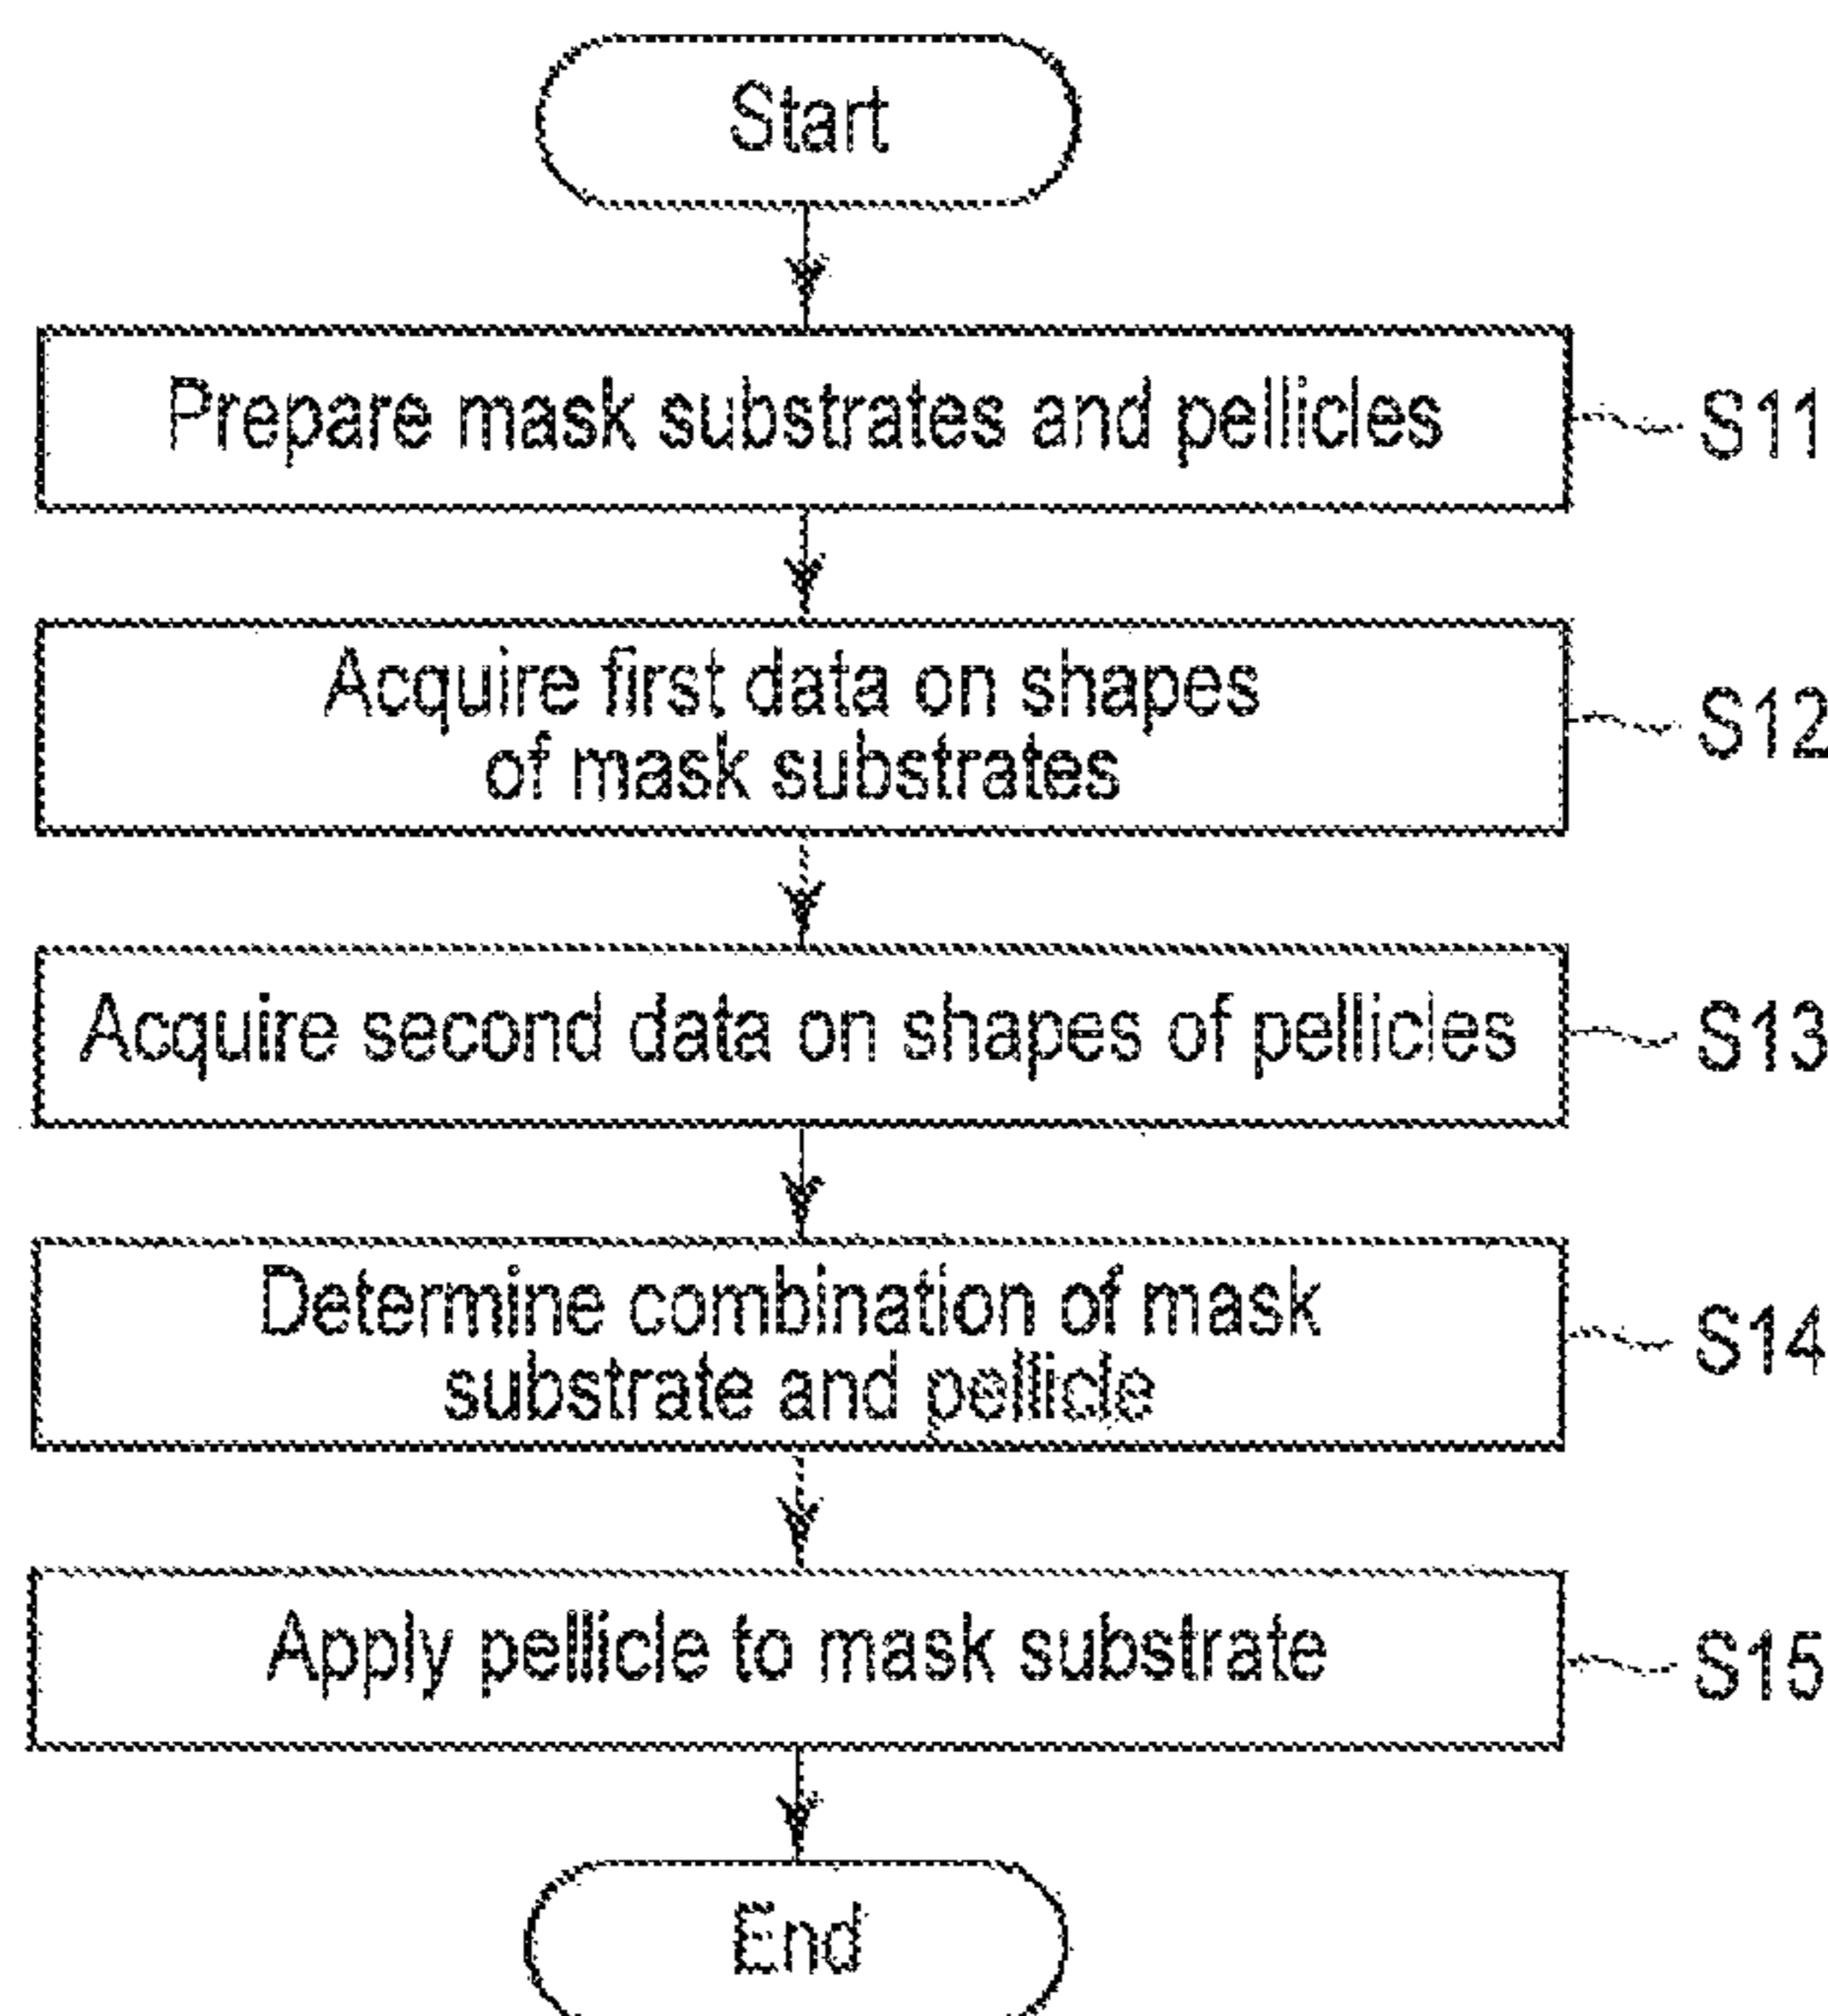 Start
Prepare mask substrates and pellicles
S11
Acquire first data on shapes
of mask substrates
S12
Acquire second data on shapes of pellicles
S13
Determine combination of mask
substrate and pellicle
S14
Apply pellicle to mask substrate
S15
End